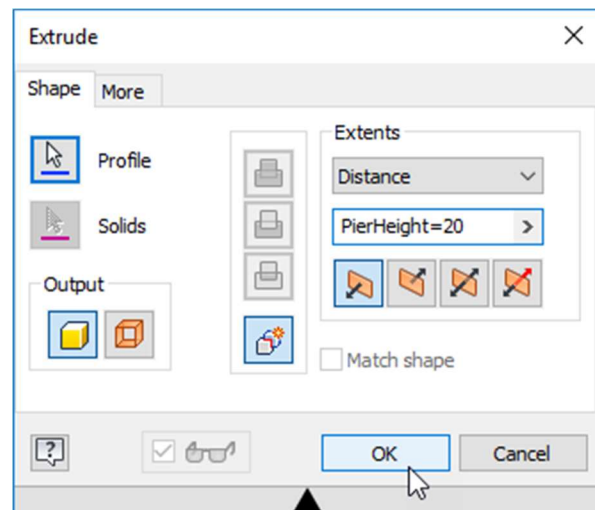 Extrude
Shape
More
Profile
Solids
Output
Extents
Distance
PierHeight=20
Match shape
OK
Cancel